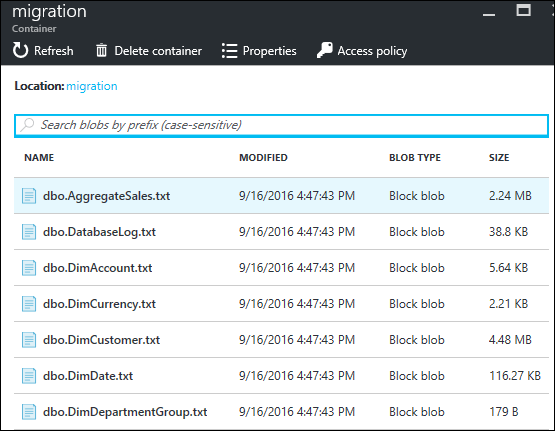 migration
Container
Refresh Delete container Properties Access policy
Location: migration
Search blobs by prefix (case-sensitive)
NAME MODIFIED BLOB TYPE SIZE
dbo.AggregateSales.txt 9/16/2016 4:47:43 PM Block blob 2.24 MB
dbo.DatabaseLog.txt 9/16/2016 4:47:43 PM Block blob 38.8 KB
dbo.DimAccount.txt 9/16/2016 4:47:43 PM Block blob 5.64 KB
dbo.DimCurrency.txt 9/16/2016 4:47:43 PM Block blob 2.21 KB
dbo.DimCustomer.txt 9/16/2016 4:47:43 PM Block blob 4.48 MB
dbo.DimDate.txt 9/16/2016 4:47:43 PM Block blob 116.27 KB
dbo.DimDepartmentGroup.txt 9/16/2016 4:47:43 PM Block blob 179 B